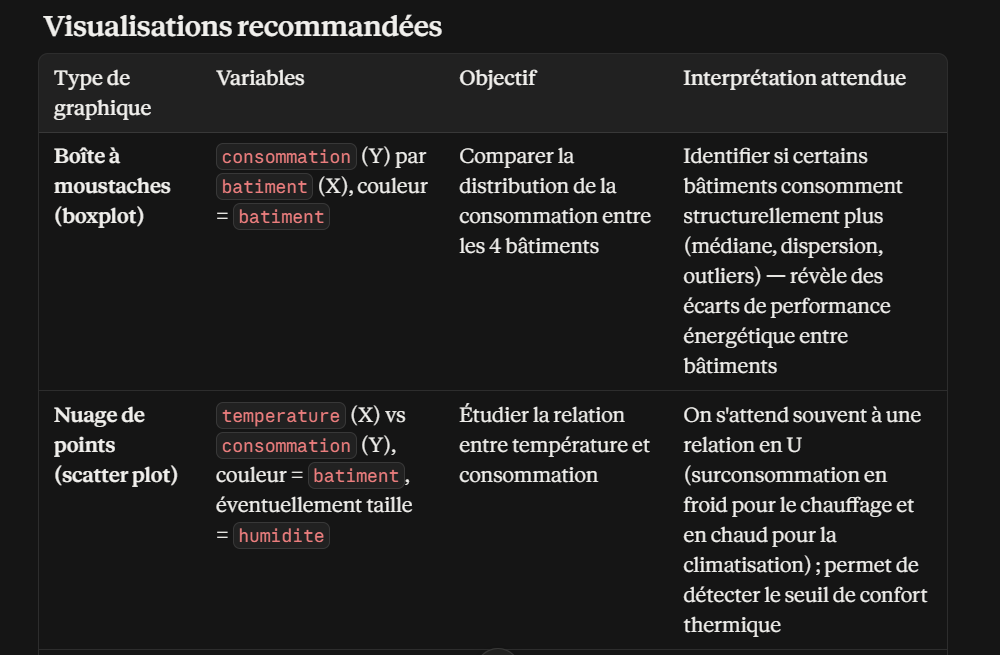 Visualisations recommandées
Type de graphique
Variables
Objectif
Interprétation attendue
Boîte à
moustaches
(boxplot)
consommation (Y) par
batiment (X), couleur
= batiment
Comparer la
distribution de la
consommation entre
les 4 bâtiments
Identifier si certains
bâtiments consomment
structurellement plus
(médiane, dispersion,
outliers) — révèle des
écarts de performance
énergétique entre
bâtiments
Nuage de
points
(scatter plot)
temperature (X) vs
consommation (Y),
couleur = batiment,
éventuellement taille
= humidite
Étudier la relation
entre température et
consommation
On s'attend souvent à une
relation en U
(surconsommation en
froid pour le chauffage et
en chaud pour la
climatisation) ; permet de
détecter le seuil de confort
thermique